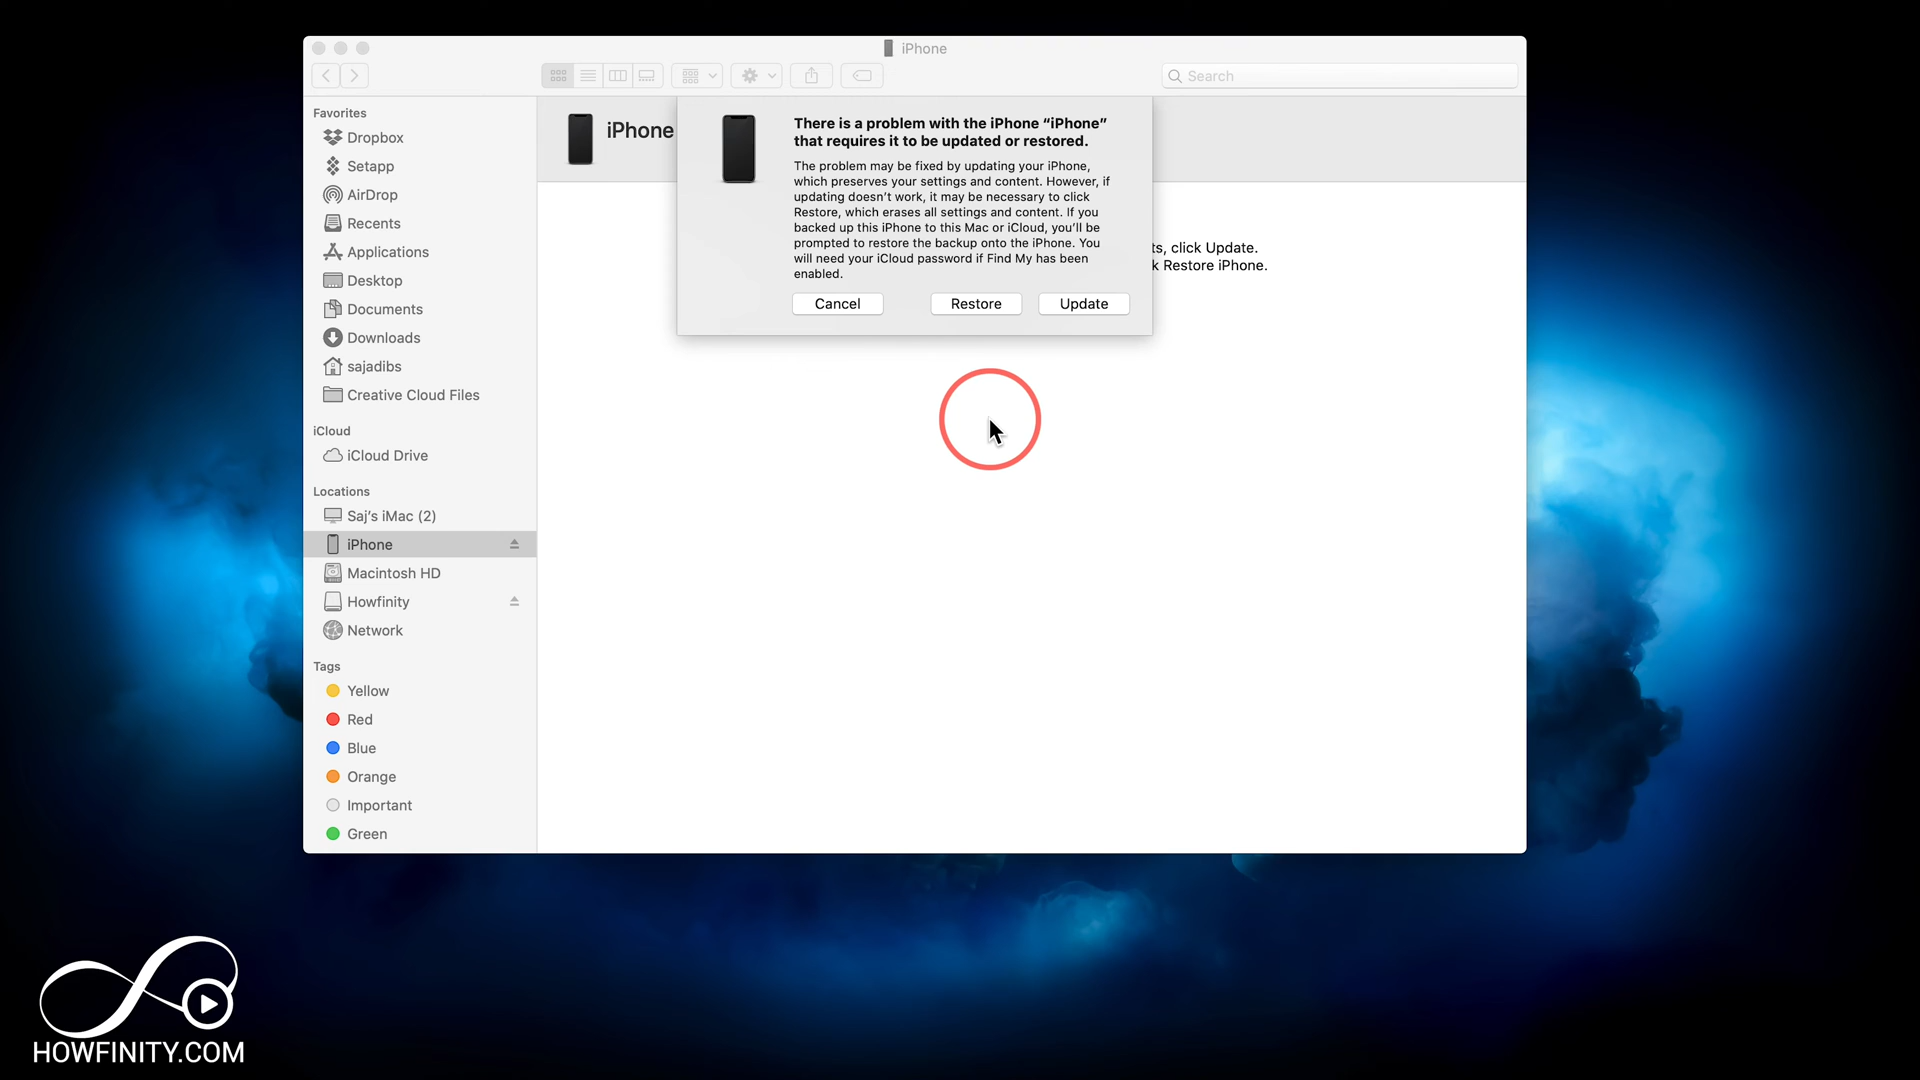 iPhone
Search
Favorites
Dropbox
Setapp
AirDrop
Recents
Applications
Desktop
Documents
Downloads
sajadibs
Creative Cloud Files
iCloud
iCloud Drive
Locations
Saj's iMac (2)
iPhone
Macintosh HD
Howfinity
Network
Tags
Yellow
Red
Blue
Orange
Important
Green
iPhone
There is a problem with the iPhone “iPhone”
that requires it to be updated or restored.
The problem may be fixed by updating your iPhone,
which preserves your settings and content. However, if
updating doesn't work, it may be necessary to click
Restore, which erases all settings and content. If you
backed up this iPhone to this Mac or iCloud, you'll be
prompted to restore the backup onto the iPhone. You
will need your iCloud password if Find My has been
enabled.
Cancel
Restore
Update
ts, click Update.
k Restore iPhone.
HOWFINITY.COM